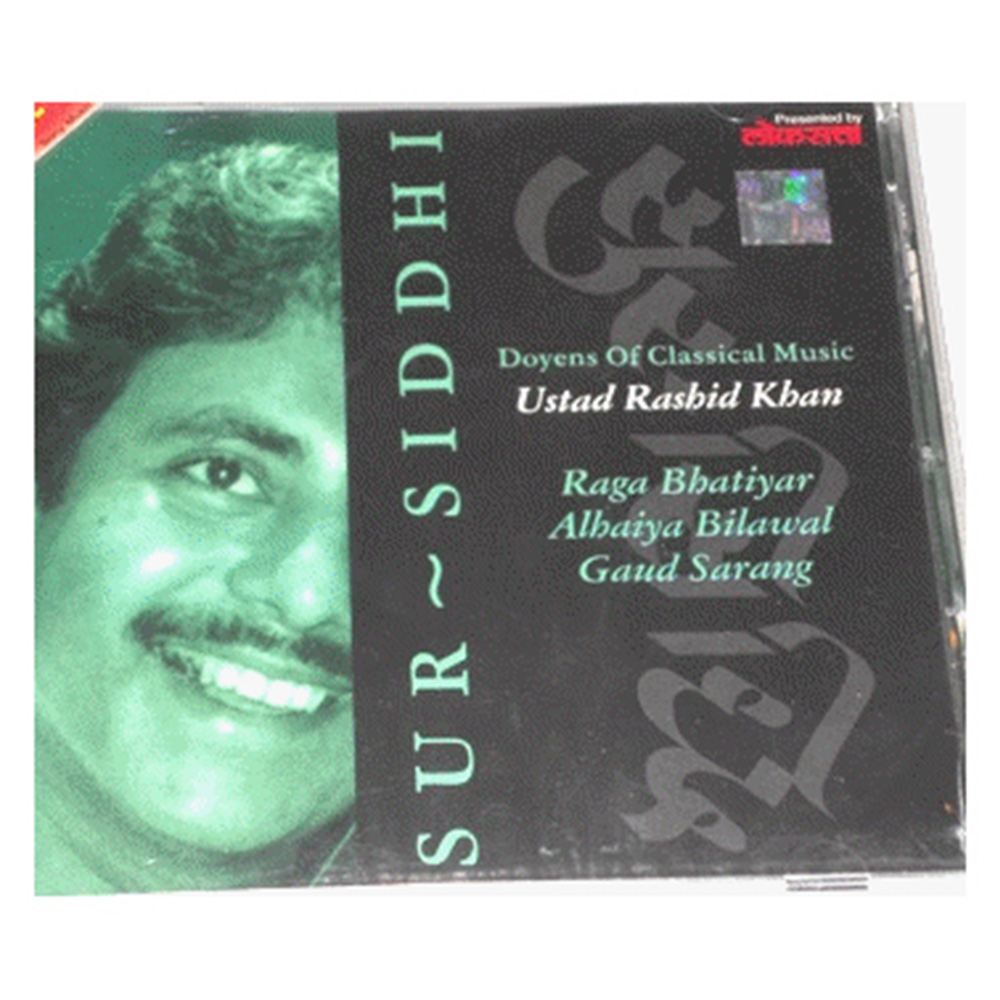 SUR ~ SIDDHI
Presented by
लोकसत्ता
Doyens Of Classical Music
Ustad Rashid Khan
Raga Bhatiyar
Alhaiya Bilawal
Gaud Sarang